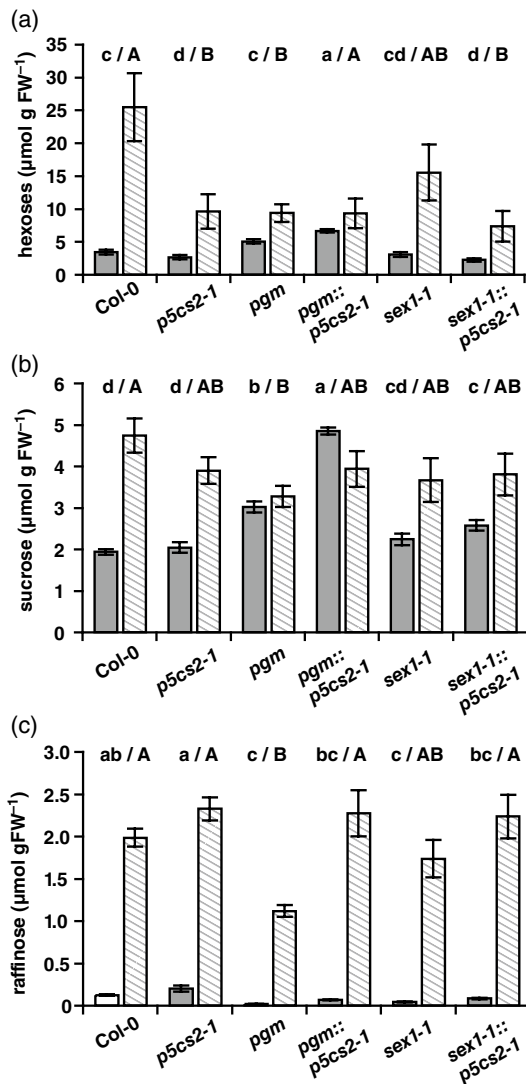 (a)
35
30
25
20
15
10
5
0
hexoses (µmol g FW⁻¹)
c / A d / B c / B a / A cd / AB d / B
Col-0
p5cs2-1
pgm
pgm::
p5cs2-1
sex1-1
sex1-1::
p5cs2-1
(b)
6
5
4
3
2
1
0
sucrose (µmol g FW⁻¹)
d / A d / AB b / B a / AB cd / AB c / AB
Col-0
p5cs2-1
pgm
pgm::
p5cs2-1
sex1-1
sex1-1::
p5cs2-1
(c)
3.0
2.5
2.0
1.5
1.0
0.5
0
raffinose (µmol gFW⁻¹)
ab / A a / A c / B bc / A c / AB bc / A
Col-0
p5cs2-1
pgm
pgm::
p5cs2-1
sex1-1
sex1-1::
p5cs2-1